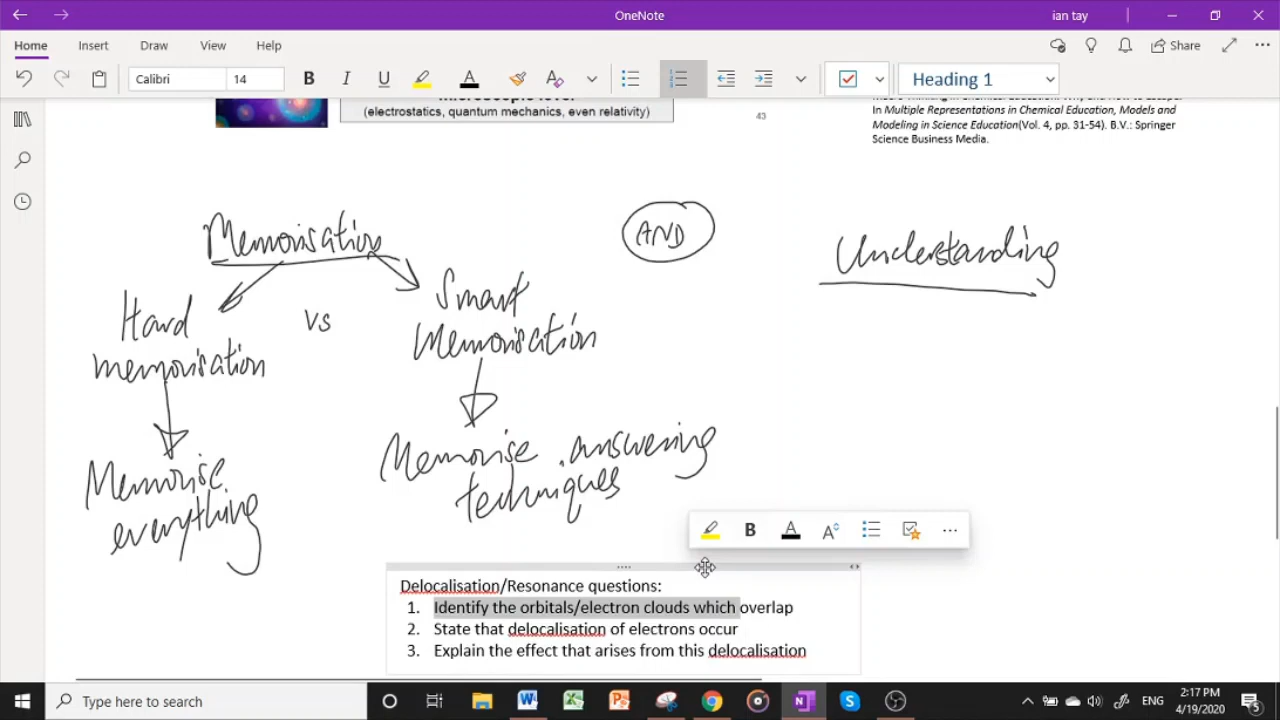 OneNote
ian tay
Home Insert Draw View Help
Share
Calibri 14 B I U A Heading 1
(electrostatics, quantum mechanics, even relativity)
43
In Multiple Representations in Chemical Education, Models and
Modeling in Science Education(Vol. 4, pp. 31-54). B.V.: Springer
Science Business Media.
Memorisation
AND
Understanding
Hard
memorisation
vs
Smart
Memorisation
Memorise
everything
Memorise answering
techniques
B A A
Delocalisation/Resonance questions:
1. Identify the orbitals/electron clouds which overlap
2. State that delocalisation of electrons occur
3. Explain the effect that arises from this delocalisation
Type here to search
ENG
2:17 PM
4/19/2020
5